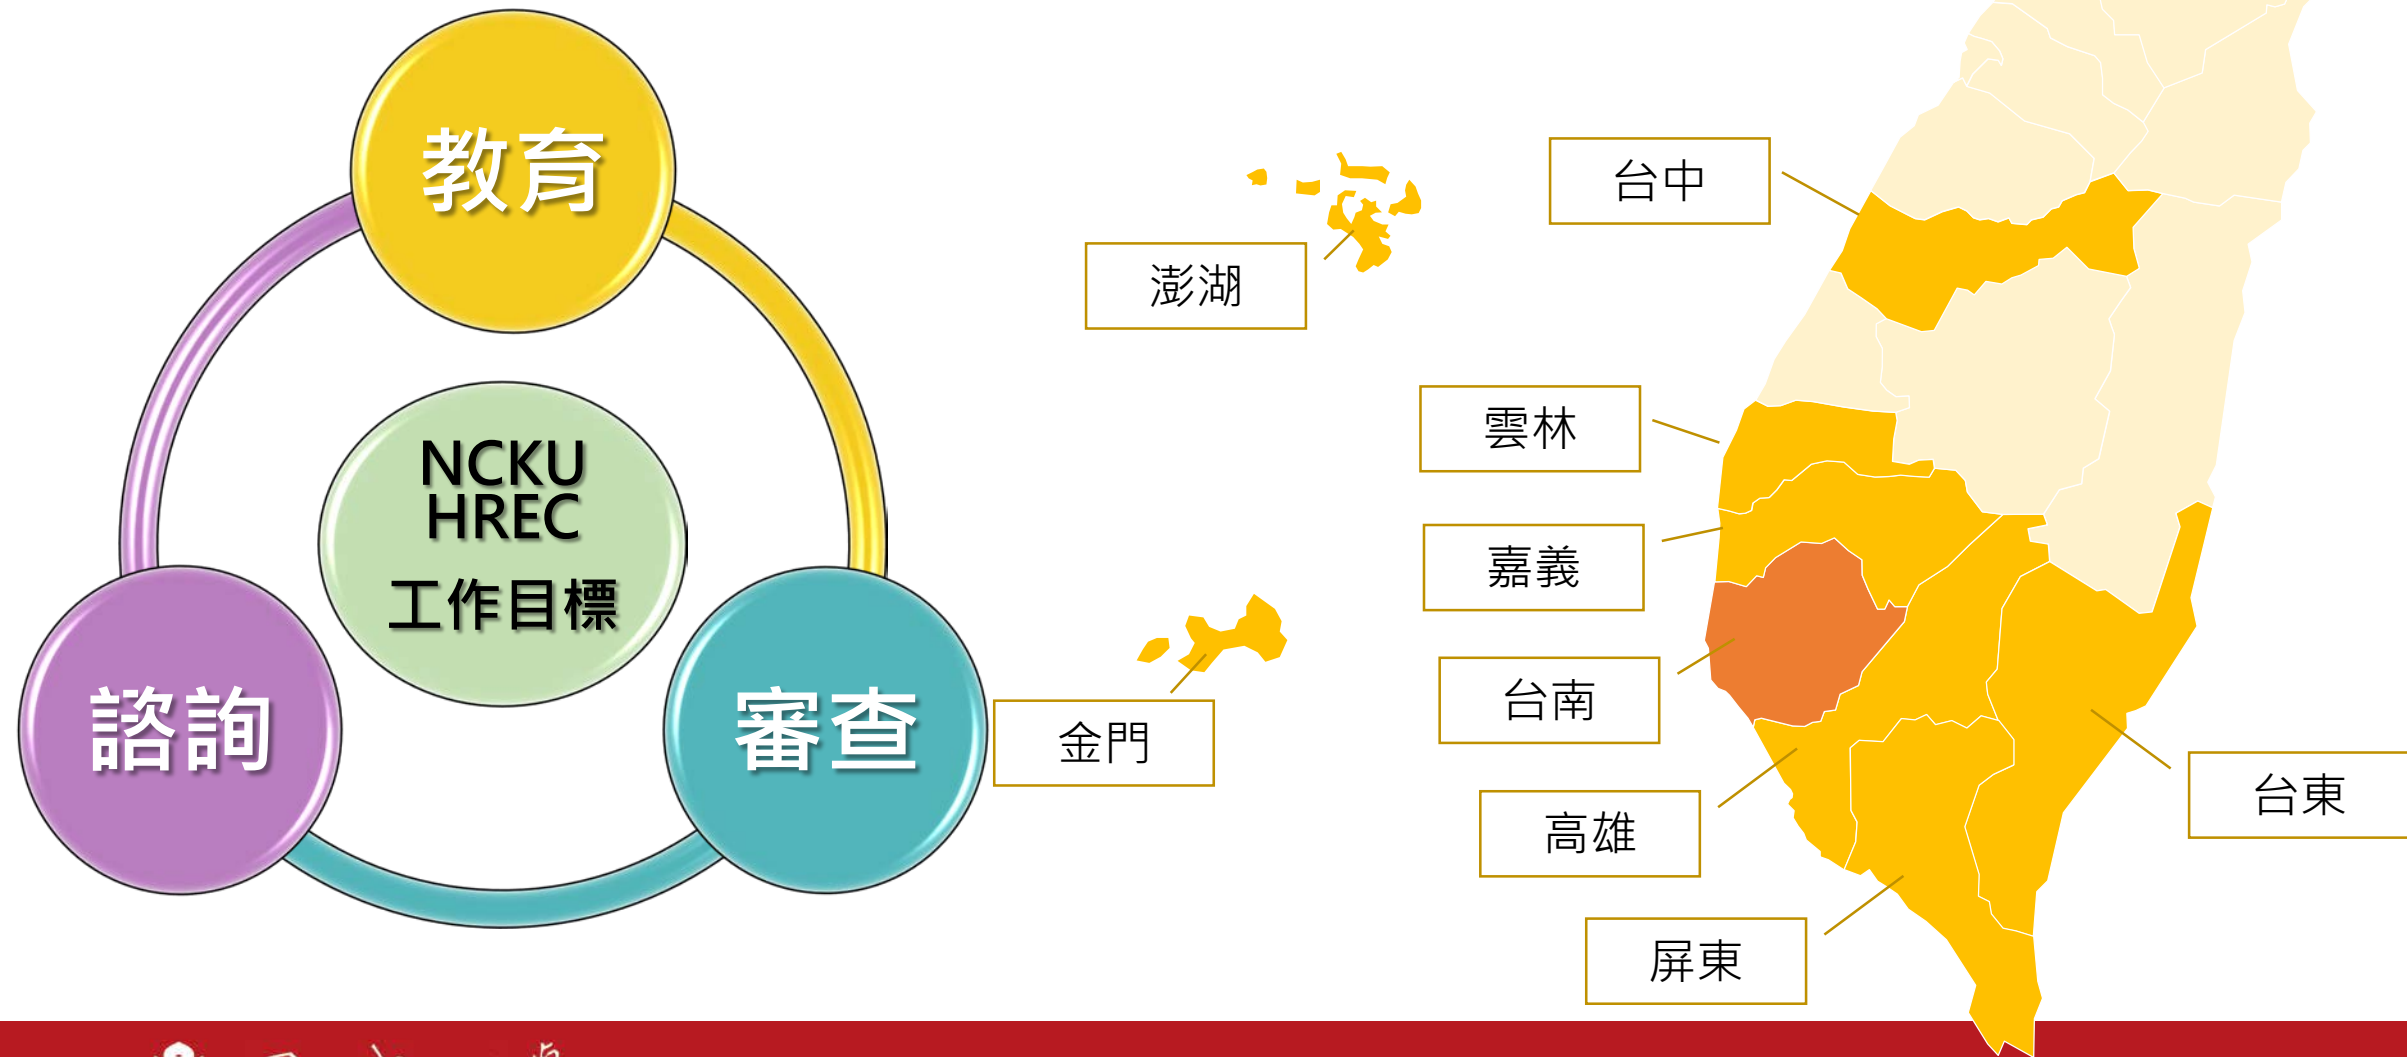 教育
NCKU
HREC
工作目標
諮詢
審查
澎湖
金門
台中
雲林
嘉義
台南
高雄
屏東
台東